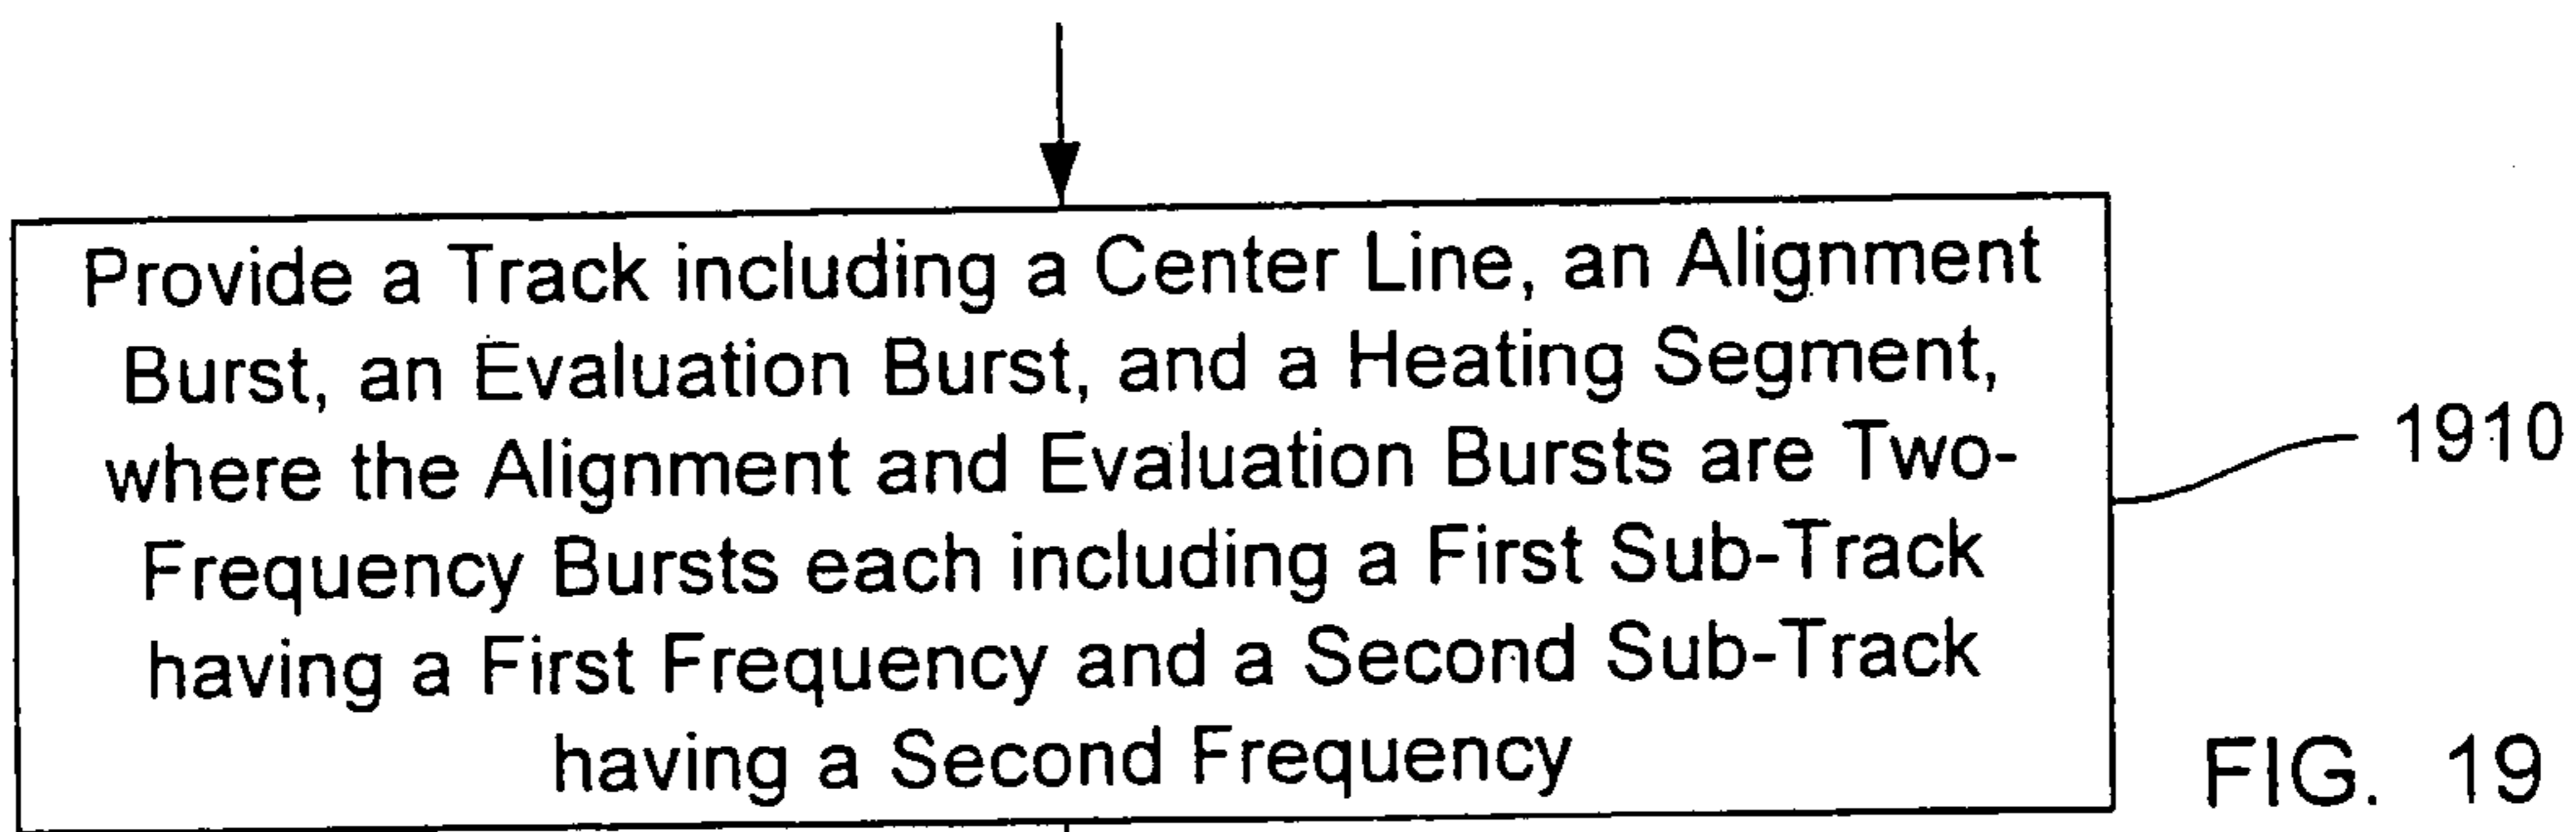 Provide a Track including a Center Line, an Alignment
Burst, an Evaluation Burst, and a Heating Segment,
where the Alignment and Evaluation Bursts are Two-
Frequency Bursts each including a First Sub-Track
having a First Frequency and a Second Sub-Track
having a Second Frequency
1910
FIG. 19